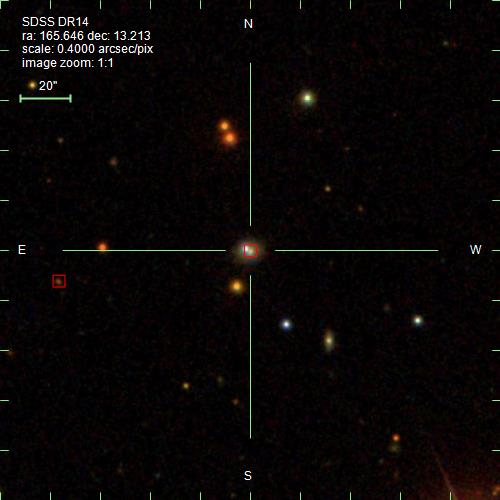 SDSS DR14
ra: 165.646 dec: 13.213
scale: 0.4000 arcsec/pix
image zoom: 1:1
20"
N
E
W
S